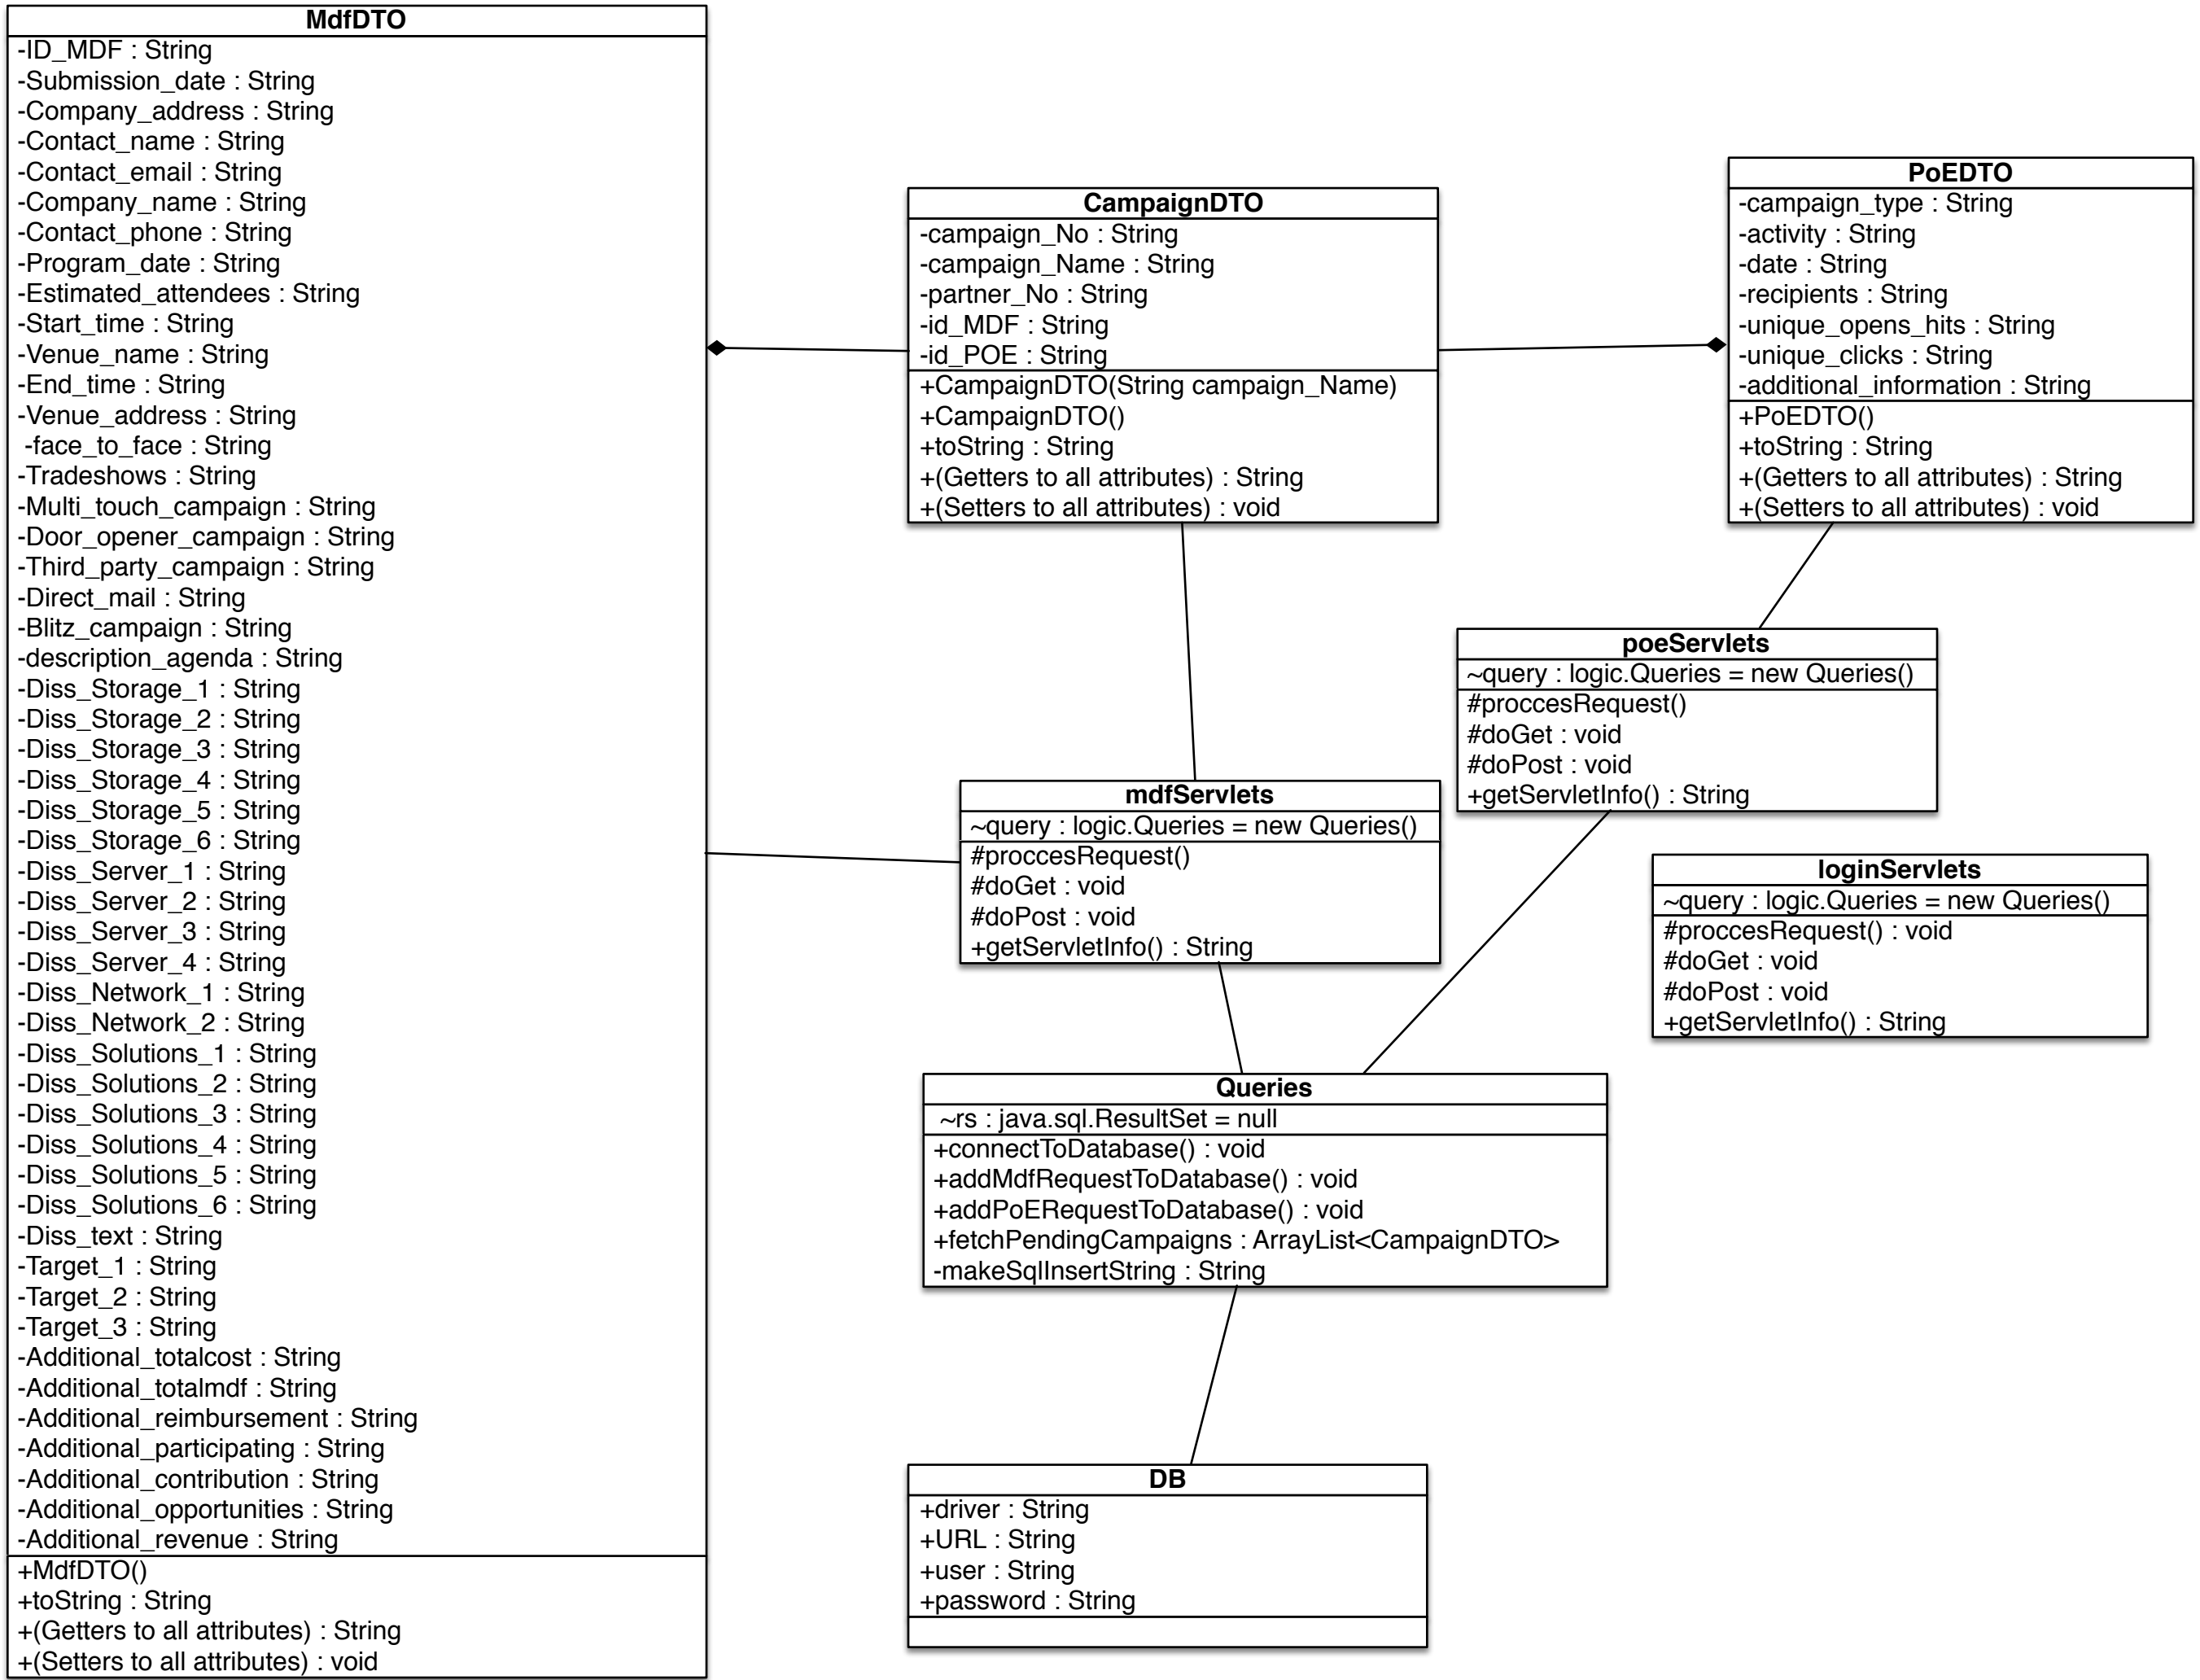 MdfDTO
-ID_MDF : String
-Submission_date : String
-Company_address : String
-Contact_name : String
-Contact_email : String
-Company_name : String
-Contact_phone : String
-Program_date : String
-Estimated_attendees : String
-Start_time : String
-Venue_name : String
-End_time : String
-Venue_address : String
-face_to_face : String
-Tradeshows : String
-Multi_touch_campaign : String
-Door_opener_campaign : String
-Third_party_campaign : String
-Direct_mail : String
-Blitz_campaign : String
-description_agenda : String
-Diss_Storage_1 : String
-Diss_Storage_2 : String
-Diss_Storage_3 : String
-Diss_Storage_4 : String
-Diss_Storage_5 : String
-Diss_Storage_6 : String
-Diss_Server_1 : String
-Diss_Server_2 : String
-Diss_Server_3 : String
-Diss_Server_4 : String
-Diss_Network_1 : String
-Diss_Network_2 : String
-Diss_Solutions_1 : String
-Diss_Solutions_2 : String
-Diss_Solutions_3 : String
-Diss_Solutions_4 : String
-Diss_Solutions_5 : String
-Diss_Solutions_6 : String
-Diss_text : String
-Target_1 : String
-Target_2 : String
-Target_3 : String
-Additional_totalcost : String
-Additional_totalmdf : String
-Additional_reimbursement : String
-Additional_participating : String
-Additional_contribution : String
-Additional_opportunities : String
-Additional_revenue : String
+MdfDTO()
+toString : String
+(Getters to all attributes) : String
+(Setters to all attributes) : void
CampaignDTO
-campaign_No : String
-campaign_Name : String
-partner_No : String
-id_MDF : String
-id_POE : String
+CampaignDTO(String campaign_Name)
+CampaignDTO()
+toString : String
+(Getters to all attributes) : String
+(Setters to all attributes) : void
PoEDTO
-campaign_type : String
-activity : String
-date : String
-recipients : String
-unique_opens_hits : String
-unique_clicks : String
-additional_information : String
+PoEDTO()
+toString : String
+(Getters to all attributes) : String
+(Setters to all attributes) : void
poeServlets
~query : logic.Queries = new Queries()
#proccesRequest()
#doGet : void
#doPost : void
+getServletInfo() : String
mdfServlets
~query : logic.Queries = new Queries()
#proccesRequest()
#doGet : void
#doPost : void
+getServletInfo() : String
loginServlets
~query : logic.Queries = new Queries()
#proccesRequest() : void
#doGet : void
#doPost : void
+getServletInfo() : String
Queries
~rs : java.sql.ResultSet = null
+connectToDatabase() : void
+addMdfRequestToDatabase() : void
+addPoERequestToDatabase() : void
+fetchPendingCampaigns : ArrayList<CampaignDTO>
-makeSqlInsertString : String
DB
+driver : String
+URL : String
+user : String
+password : String